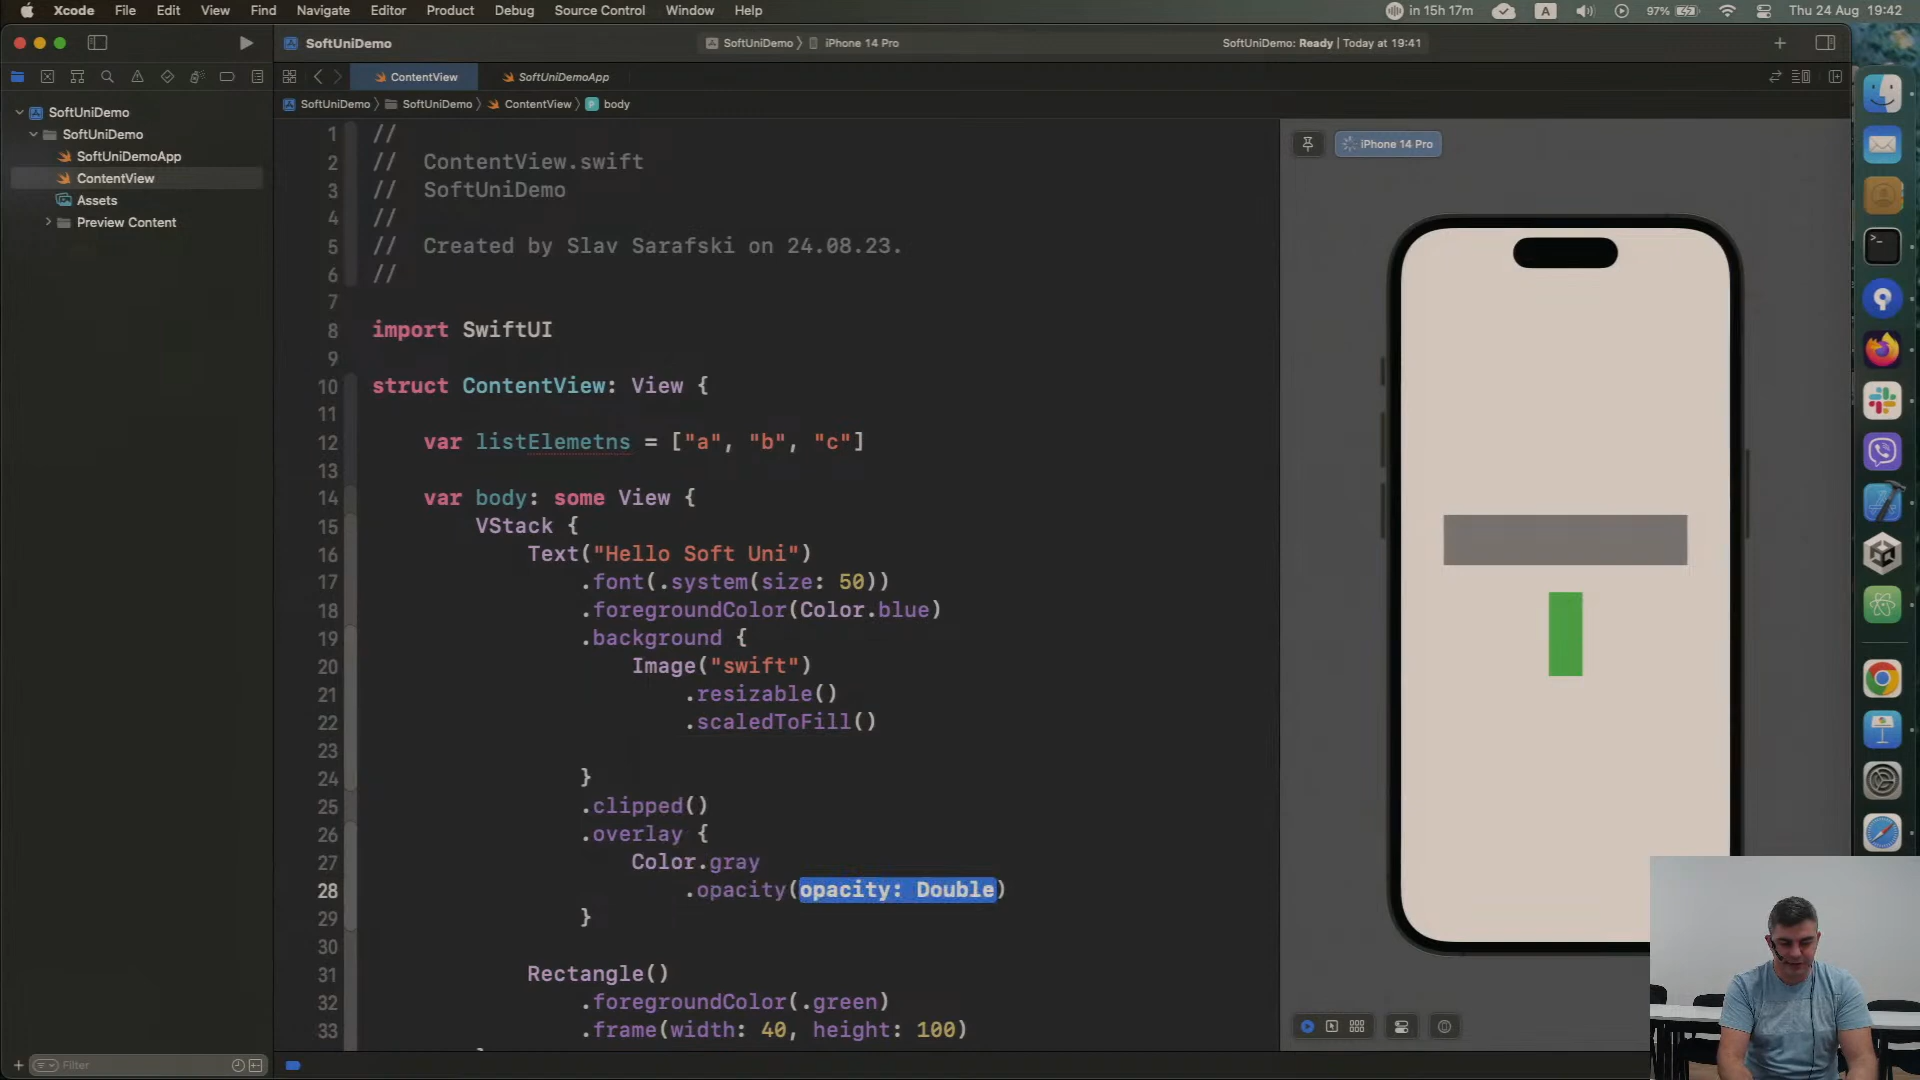 Xcode File Edit View Find Navigate Editor Product Debug Source Control Window Help
in 15h 17m A 97% Thu 24 Aug 19:42
SoftUniDemo SoftUniDemo iPhone 14 Pro SoftUniDemo: Ready | Today at 19:41
ContentView SoftUniDemoApp
SoftUniDemo SoftUniDemo ContentView body
SoftUniDemo
SoftUniDemo
SoftUniDemoApp
ContentView
Assets
Preview Content
1 //
2 // ContentView.swift
3 // SoftUniDemo
4 //
5 // Created by Slav Sarafski on 24.08.23.
6 //
7
8 import SwiftUI
9
10 struct ContentView: View {
11
12 var listElemetns = ["a", "b", "c"]
13
14 var body: some View {
15 VStack {
16 Text("Hello Soft Uni")
17 .font(.system(size: 50))
18 .foregroundColor(Color.blue)
19 .background {
20 Image("swift")
21 .resizable()
22 .scaledToFill()
23
24 }
25 .clipped()
26 .overlay {
27 Color.gray
28 .opacity(opacity: Double)
29 }
30
31 Rectangle()
32 .foregroundColor(.green)
33 .frame(width: 40, height: 100)
iPhone 14 Pro
Filter